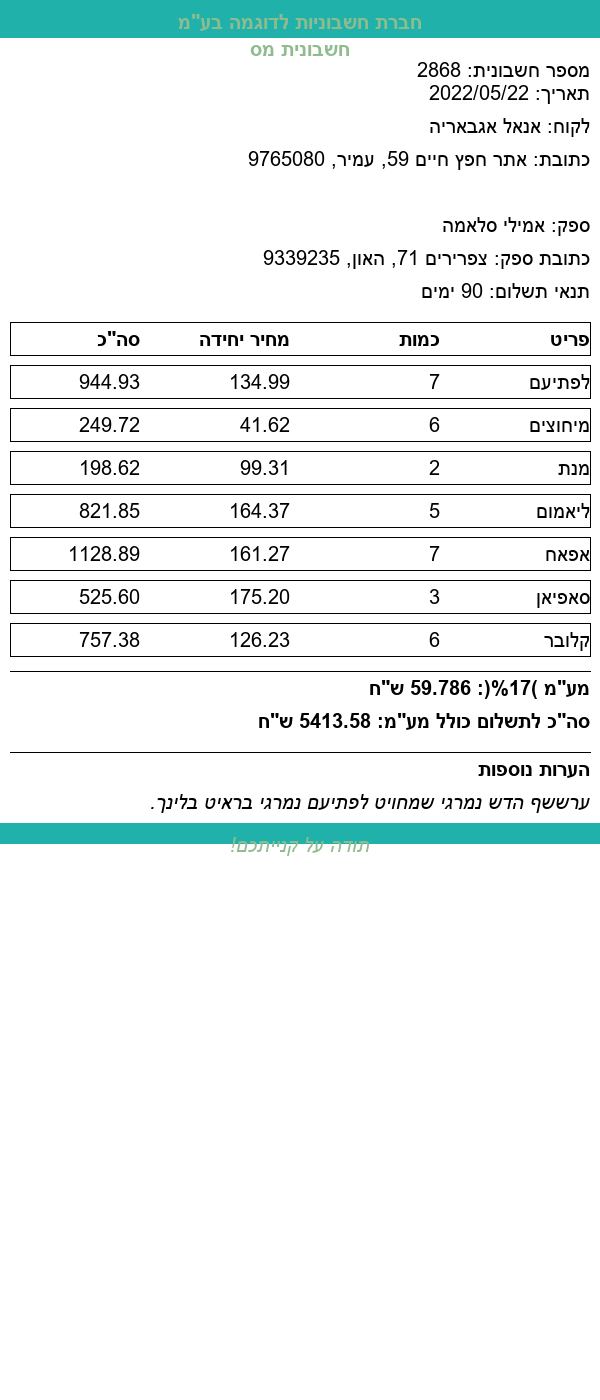 חברת חשבוניות לדוגמה בע"מ
חשבונית מס
מספר חשבונית: 2868
תאריך: 2022/05/22
לקוח: אנאל אגבאריה
כתובת: אתר חפץ חיים 59, עמיר, 9765080
ספק: אמילי סלאמה
כתובת ספק: צפרירים 71, האון, 9339235
תנאי תשלום: 90 ימים
פריט כמות מחיר יחידה סה"כ
לפתיעם 7 134.99 944.93
מיחוצים 6 41.62 249.72
מנת 2 99.31 198.62
ליאמום 5 164.37 821.85
אפאח 7 161.27 1128.89
סאפיאן 3 175.20 525.60
קלובר 6 126.23 757.38
מע"מ )17%(: 59.786 ש"ח
סה"כ לתשלום כולל מע"מ: 5413.58 ש"ח
הערות נוספות
ערששף הדש נמרגי שמחויט לפתיעם נמרגי בראיט בלינך.
תודה על קנייתכם!